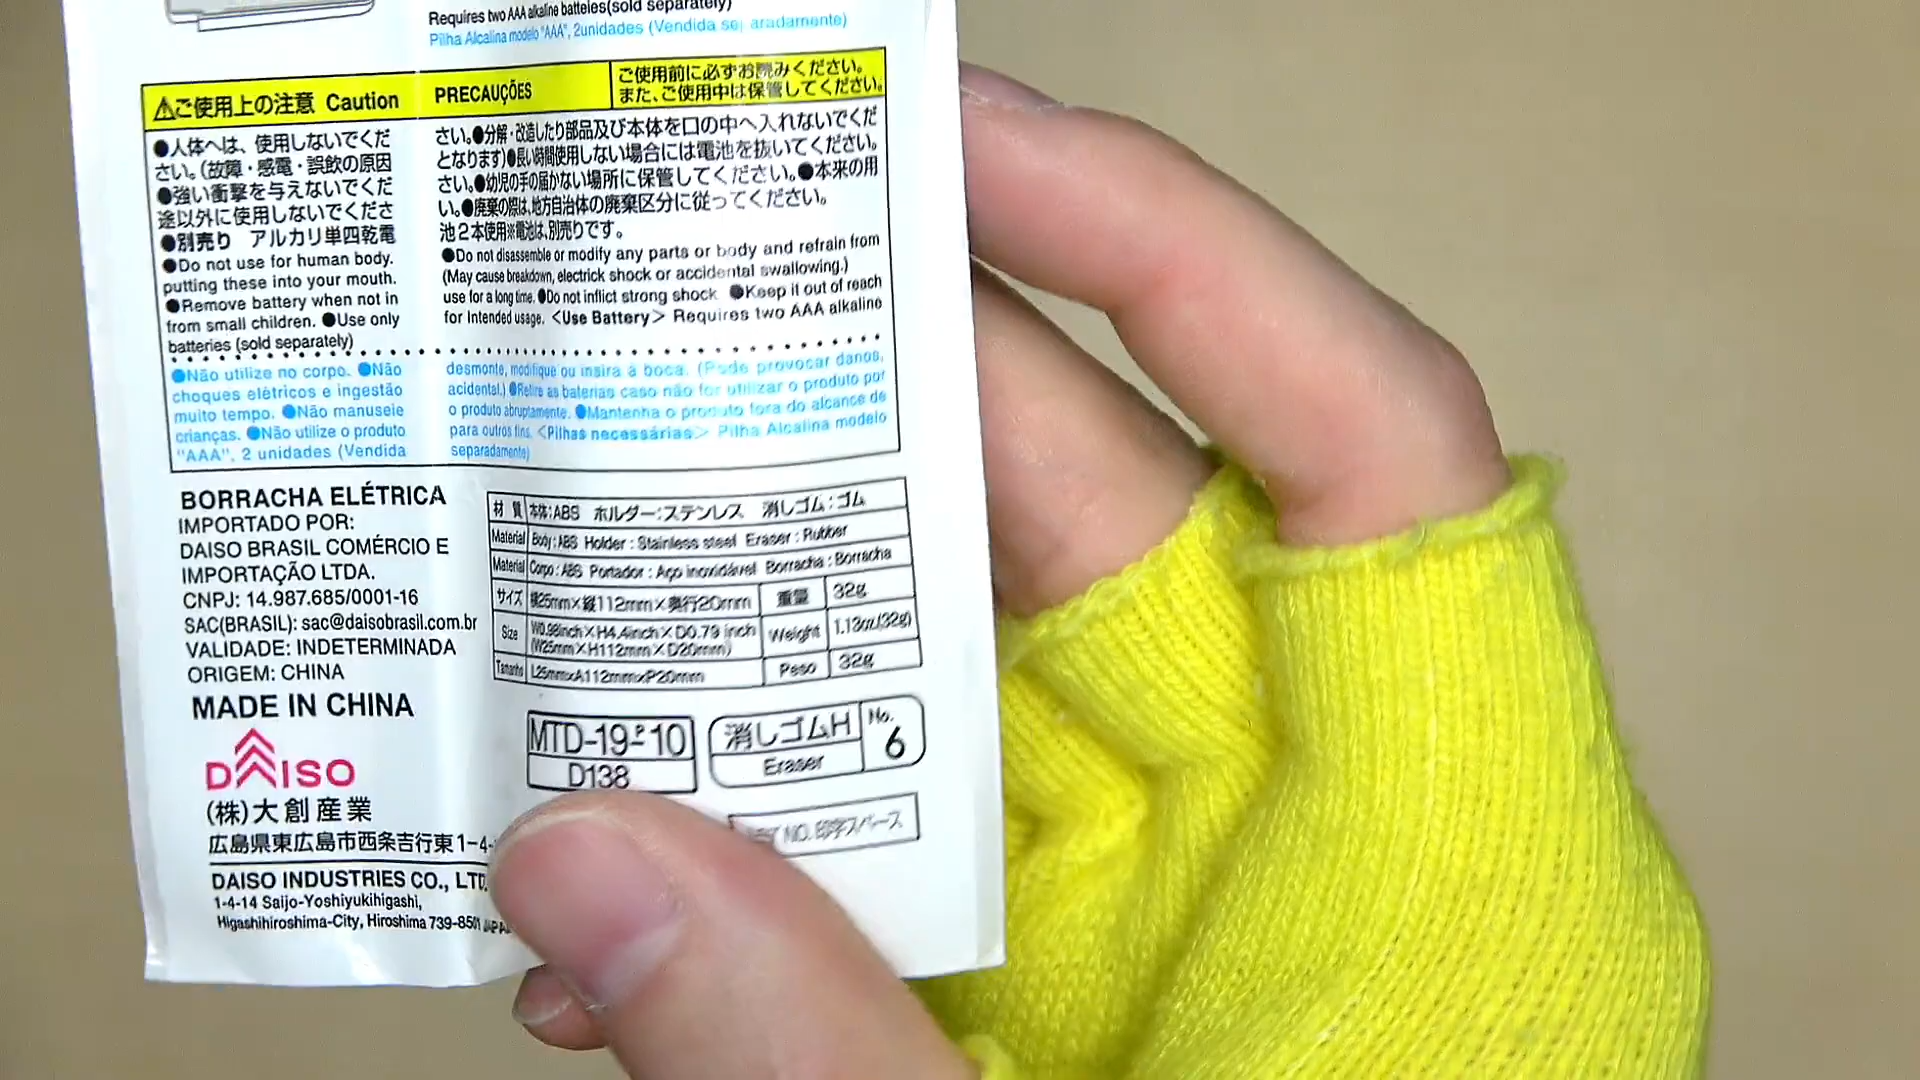 Requires two AAA alkaline batteies(sold separately)
Pilha Alcalina modelo "AAA", 2unidades (Vendida se aradamente)
⚠ご使用上の注意 Caution PRECAUÇÕES
ご使用前に必ずお読みください。
また、ご使用中は保管してください。
●人体へは、使用しないでくだ
さい。(故障・感電・誤飲の原因
●強い衝撃を与えないでくだ
途以外に使用しないでくださ
●別売り アルカリ単四乾電
さい。●分解・改造したり部品及び本体を口の中へ入れないでくだ
となります)●長い時間使用しない場合には電池を抜いてください。
さい。●幼児の手の届かない場所に保管してください。●本来の用
い。●廃棄の際は、地方自治体の廃棄区分に従ってください。
池2本使用※電池は、別売りです。
●Do not use for human body.
putting these into your mouth.
●Remove battery when not in
from small children. ●Use only
batteries (sold separately)
●Do not disassemble or modify any parts or body and refrain from
(May cause breakdown, electrick shock or accidental swallowing.)
use for a long time. ●Do not inflict strong shock. ●Keep it out of reach
for Intended usage. <Use Battery> Requires two AAA alkaline
●Não utilize no corpo. ●Não
choques elétricos e ingestão
muito tempo. ●Não manuseie
crianças. ●Não utilize o produto
"AAA", 2 unidades (Vendida
desmonte, modifique ou insira à boca. (Pode provocar danos,
acidental.) ●Retire as baterias caso não for utilizar o produto por
o produto abruptamente. ●Mantenha o produto fora do alcance de
para outros fins. <Pilhas necessárias> Pilha Alcalina modelo
separadamente)
BORRACHA ELÉTRICA
IMPORTADO POR:
DAISO BRASIL COMÉRCIO E
IMPORTAÇÃO LTDA.
CNPJ: 14.987.685/0001-16
SAC(BRASIL): sac@daisobrasil.com.br
VALIDADE: INDETERMINADA
ORIGEM: CHINA
MADE IN CHINA
DAISO
(株)大創産業
広島県東広島市西条吉行東1-4-
DAISO INDUSTRIES CO., LTD.
1-4-14 Saijo-Yoshiyukihigashi,
Higashihiroshima-City, Hiroshima 739-8501
材質 本体:ABS ホルダー:ステンレス 消しゴム:ゴム
Material Body: ABS Holder : Stainless steel Eraser : Rubber
Material Corpo : ABS Portador : Aço inoxidável Borracha : Borracha
サイズ 横25mm×縦112mm×奥行20mm 重量 32g
Size W0.98inch×H4.4inch×D0.79 inch
(W25mm×H112mm×D20mm) Weight 1.13oz(32g)
Tamanho L25mmxA112mmxP20mm Peso 32g
MTD-19-P10
D138
消しゴムH No.
Eraser 6
NO. 印字スペース